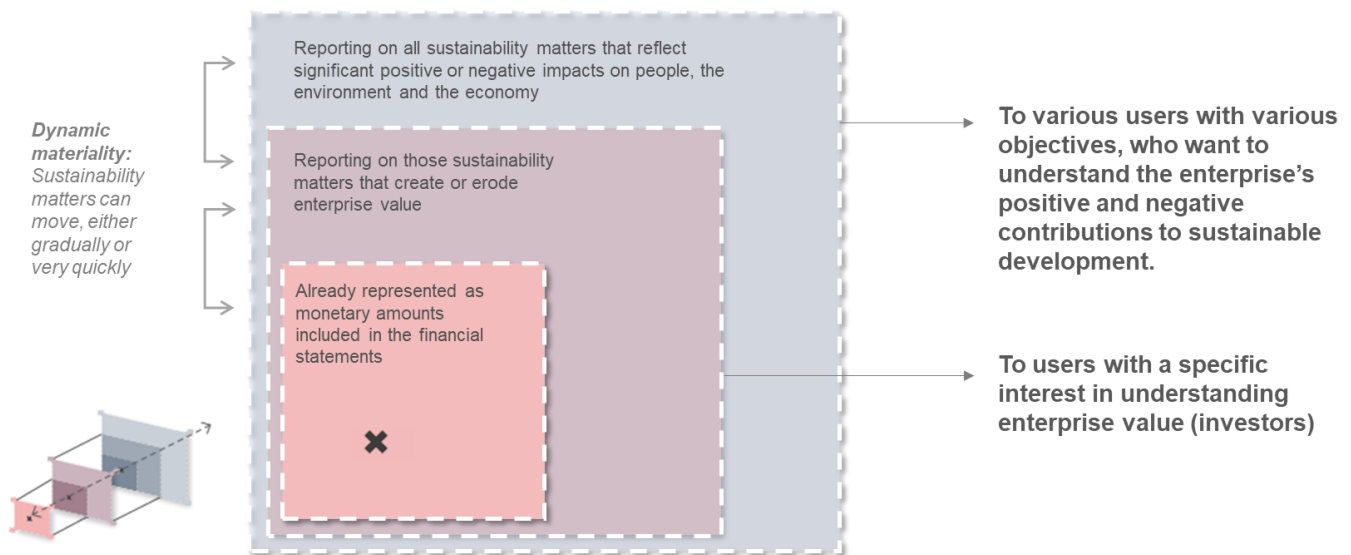 Reporting on all sustainability matters that reflect
significant positive or negative impacts on people, the
environment and the economy
Dynamic
materiality:
Sustainability
matters can
move, either
gradually or
very quickly
Reporting on those sustainability
matters that create or erode
enterprise value
Already represented as
monetary amounts
included in the financial
statements
To various users with various
objectives, who want to
understand the enterprise’s
positive and negative
contributions to sustainable
development.
To users with a specific
interest in understanding
enterprise value (investors)